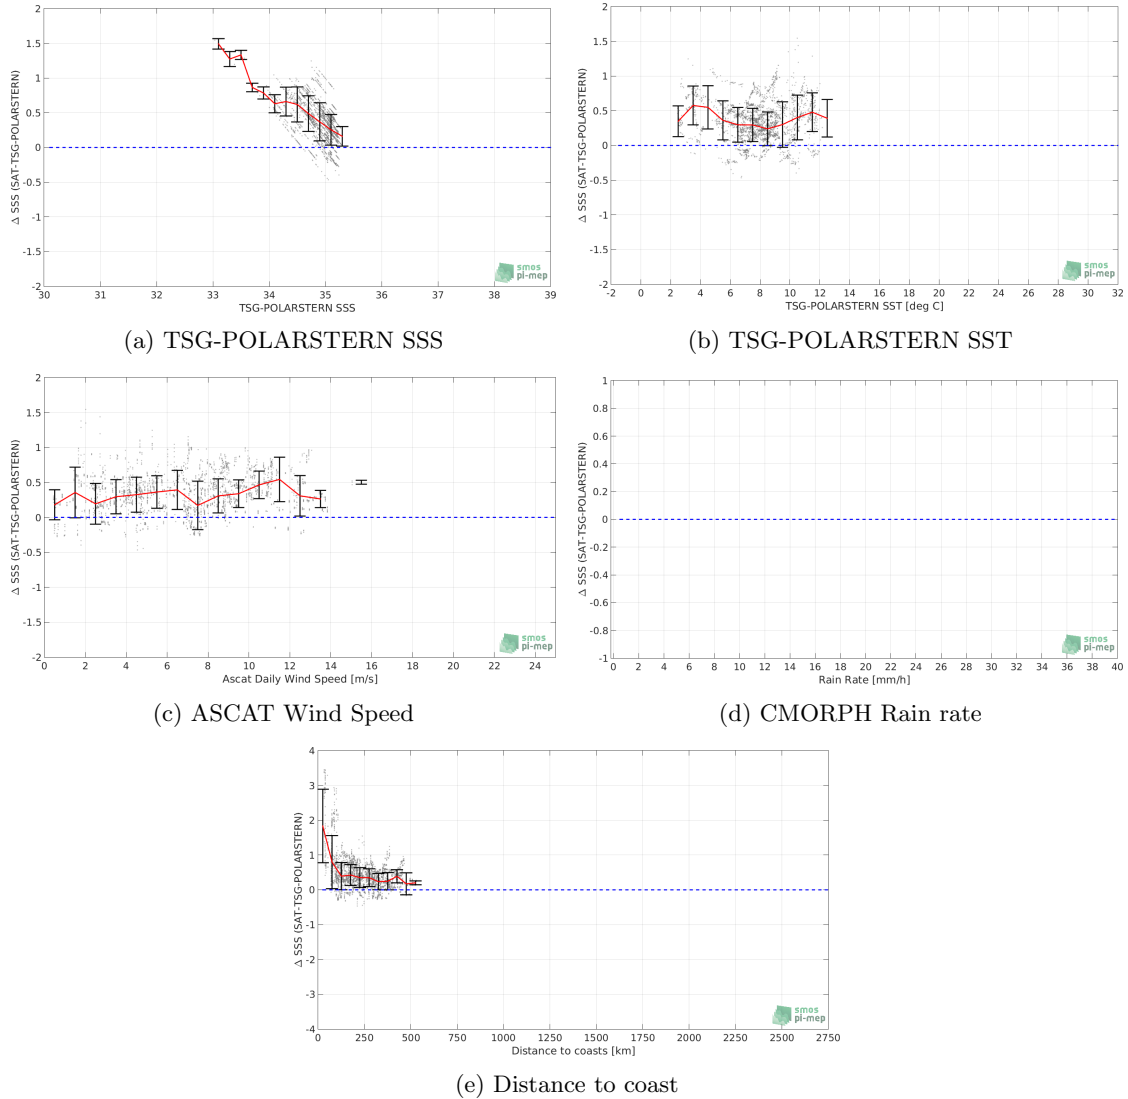 2
1.5
1
0.5
0
-0.5
-1
1.5
-2
Δ SSS (SAT-TSG-POLARSTERN)
30 31 32 33 34 35 36 37 38 39
TSG-POLARSTERN SSS
smos
pi-mep
(a) TSG-POLARSTERN SSS
2
1.5
1
0.5
0
-0.5
-1
-1.5
-2
Δ SSS (SAT-TSG-POLARSTERN)
-2 0 2 4 6 8 10 12 14 16 18 20 22 24 26 28 30 32
TSG-POLARSTERN SST [deg C]
smos
pi-mep
(b) TSG-POLARSTERN SST
2
1.5
1
0.5
0
-0.5
-1
-1.5
-2
Δ SSS (SAT-TSG-POLARSTERN)
0 2 4 6 8 10 12 14 16 18 20 22 24
Ascat Daily Wind Speed [m/s]
smos
pi-mep
(c) ASCAT Wind Speed
1
0.8
0.6
0.4
0.2
0
-0.2
-0.4
-0.6
-0.8
-1
Δ SSS (SAT-TSG-POLARSTERN)
0 2 4 6 8 10 12 14 16 18 20 22 24 26 28 30 32 34 36 38 40
Rain Rate [mm/h]
smos
pi-mep
(d) CMORPH Rain rate
4
3
2
1
0
-1
-2
-3
-4
Δ SSS (SAT-TSG-POLARSTERN)
0 250 500 750 1000 1250 1500 1750 2000 2250 2500 2750
Distance to coasts [km]
smos
pi-mep
(e) Distance to coast